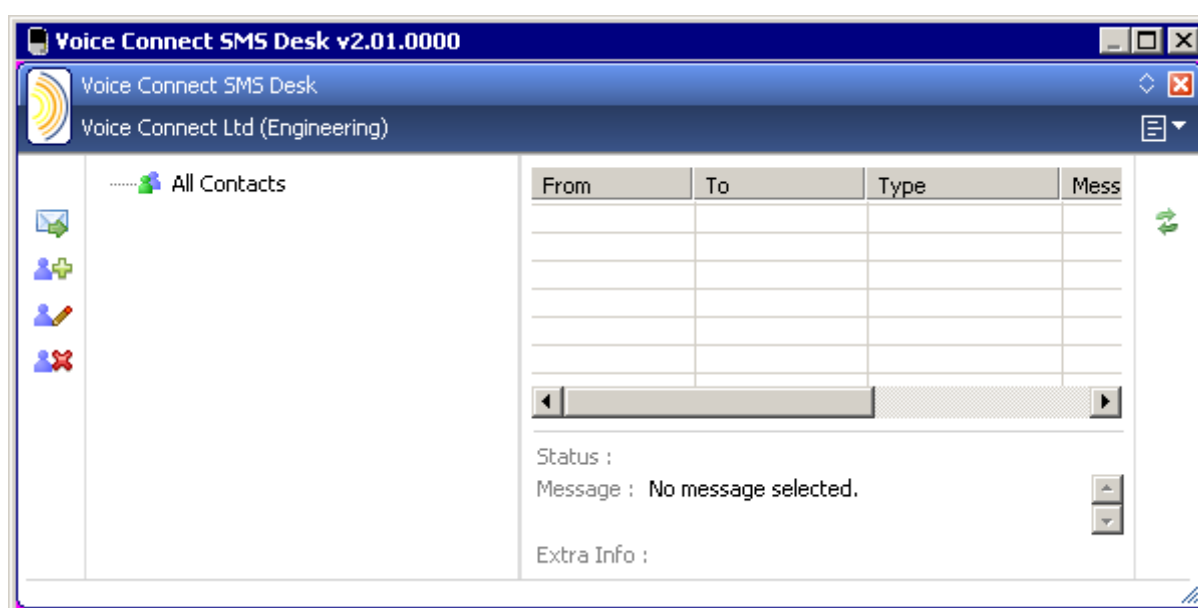 Voice Connect SMS Desk v2.01.0000
Voice Connect SMS Desk
Voice Connect Ltd (Engineering)
All Contacts
From To Type Mess
Status :
Message : No message selected.
Extra Info :